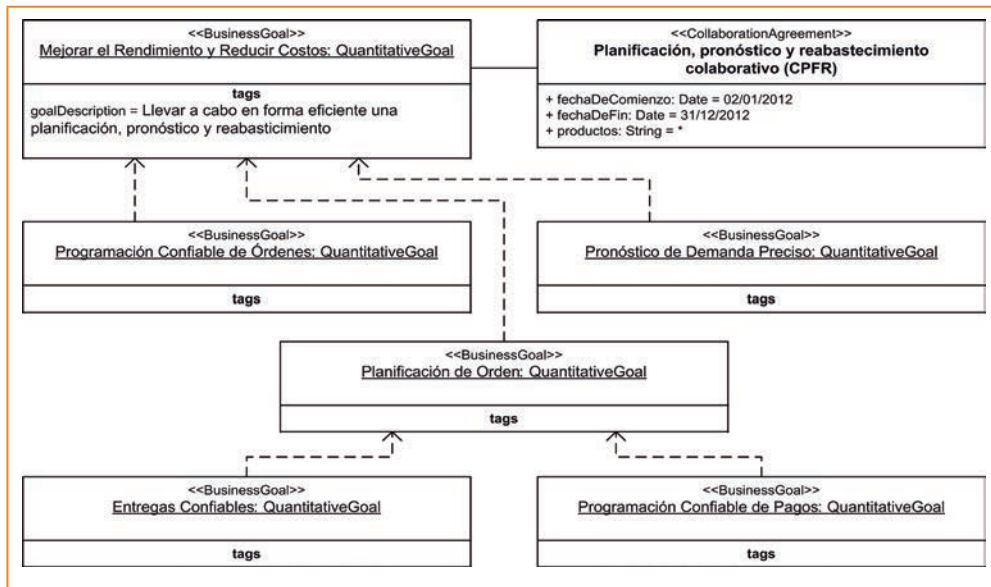 <<BusinessGoal>>
Mejorar el Rendimiento y Reducir Costos: QuantitativeGoal
tags
goalDescription = Llevar a cabo en forma eficiente una
planificación, pronóstico y reabasticimiento
<<CollaborationAgreement>>
Planificación, pronóstico y reabastecimiento
colaborativo (CPFR)
+ fechaDeComienzo: Date = 02/01/2012
+ fechaDeFin: Date = 31/12/2012
+ productos: String = *
<<BusinessGoal>>
Programación Confiable de Órdenes: QuantitativeGoal
tags
<<BusinessGoal>>
Pronóstico de Demanda Preciso: QuantitativeGoal
tags
<<BusinessGoal>>
Planificación de Orden: QuantitativeGoal
tags
<<BusinessGoal>>
Entregas Confiables: QuantitativeGoal
tags
<<BusinessGoal>>
Programación Confiable de Pagos: QuantitativeGoal
tags